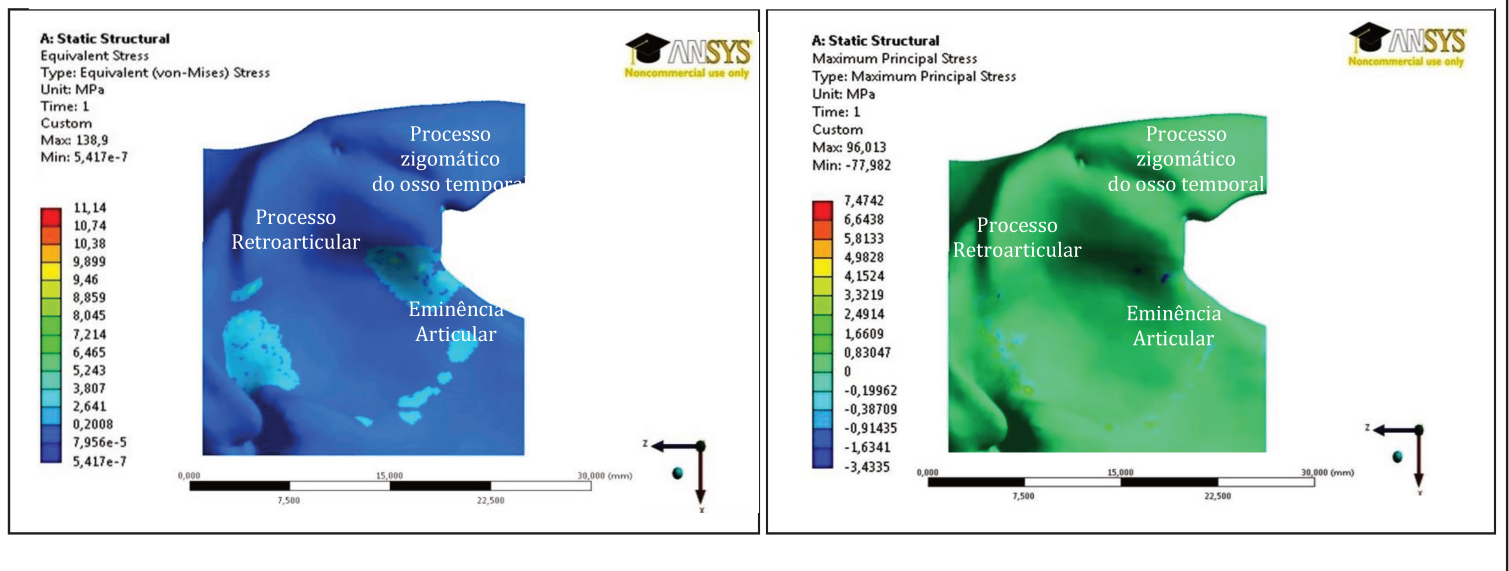 A: Static Structural
Equivalent Stress
Type: Equivalent (von-Mises) Stress
Unit: MPa
Time: 1
Custom
Max: 138,9
Min: 5,417e-7
11,14
10,74
10,38
9,899
9,46
8,859
8,045
7,214
6,465
5,243
3,807
2,641
0,2008
7,956e-5
5,417e-7
ANSYS
Noncommercial use only
Processo
zigomático
do osso temporal
Processo
Retroarticular
Eminência
Articular
Z
X
0,000
15,000
30,000 (mm)
7,500
22,500
A: Static Structural
Maximum Principal Stress
Type: Maximum Principal Stress
Unit: MPa
Time: 1
Custom
Max: 96,013
Min: -77,982
7,4742
6,6438
5,8133
4,9828
4,1524
3,3219
2,4914
1,6609
0,83047
0
-0,19962
-0,38709
-0,91435
-1,6341
-3,4335
ANSYS
Noncommercial use only
Processo
zigomático
do osso temporal
Processo
Retroarticular
Eminência
Articular
Z
X
0,000
15,000
30,000 (mm)
7,500
22,500